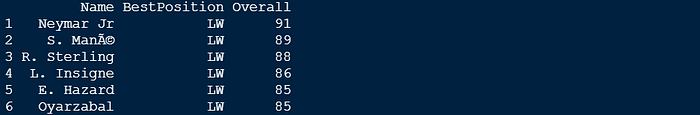 Name BestPosition Overall
1 Neymar Jr LW 91
2 S. ManÃ© LW 89
3 R. Sterling LW 88
4 L. Insigne LW 86
5 E. Hazard LW 85
6 Oyarzabal LW 85